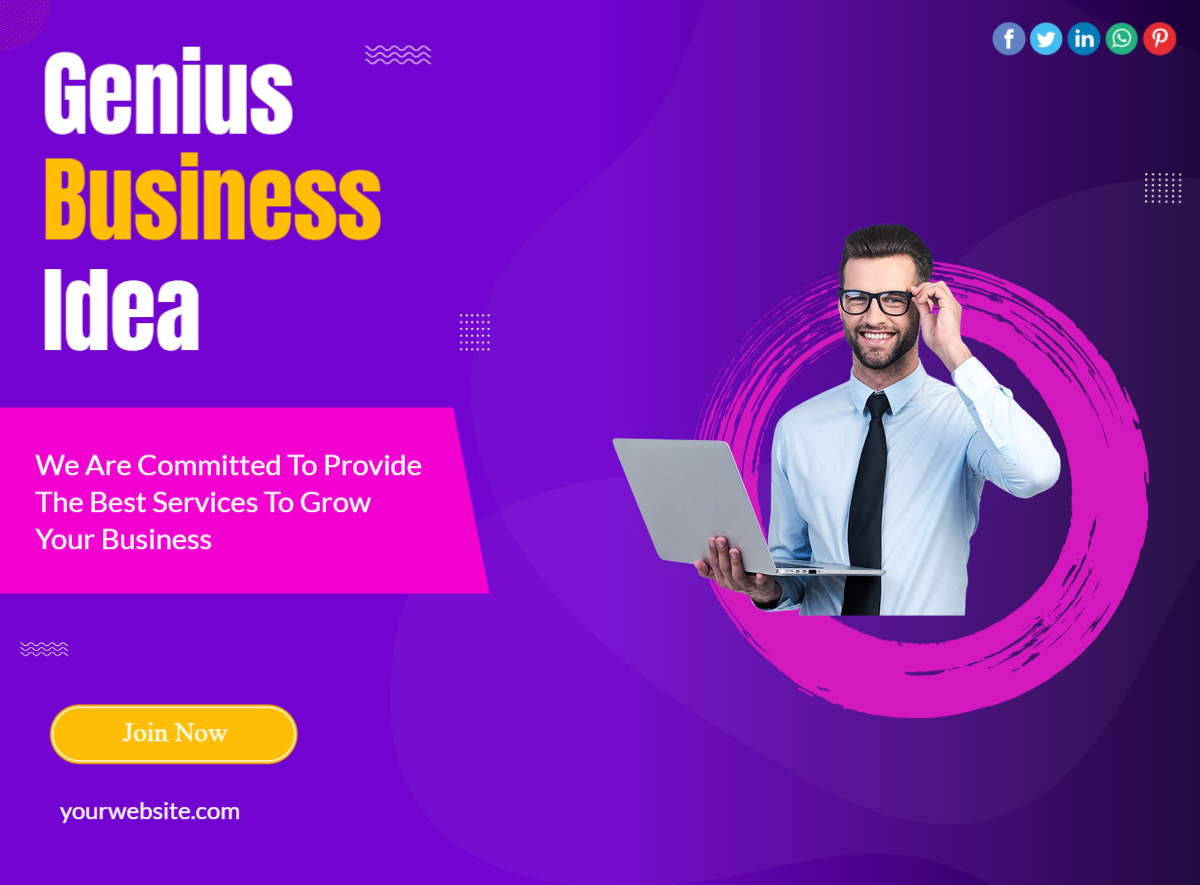 Genius
Business
Idea
We Are Committed To Provide
The Best Services To Grow
Your Business
Join Now
yourwebsite.com